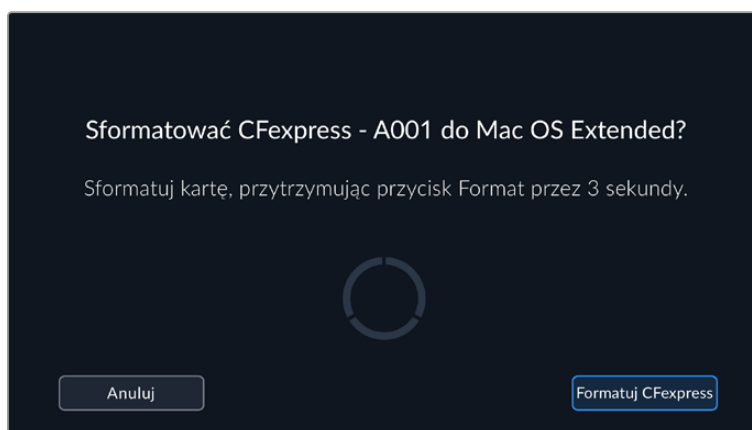 Sformatować CFexpress - A001 do Mac OS Extended?
Sformatuj kartę, przytrzymując przycisk Format przez 3 sekundy.
Anuluj
Formatuj CFexpress